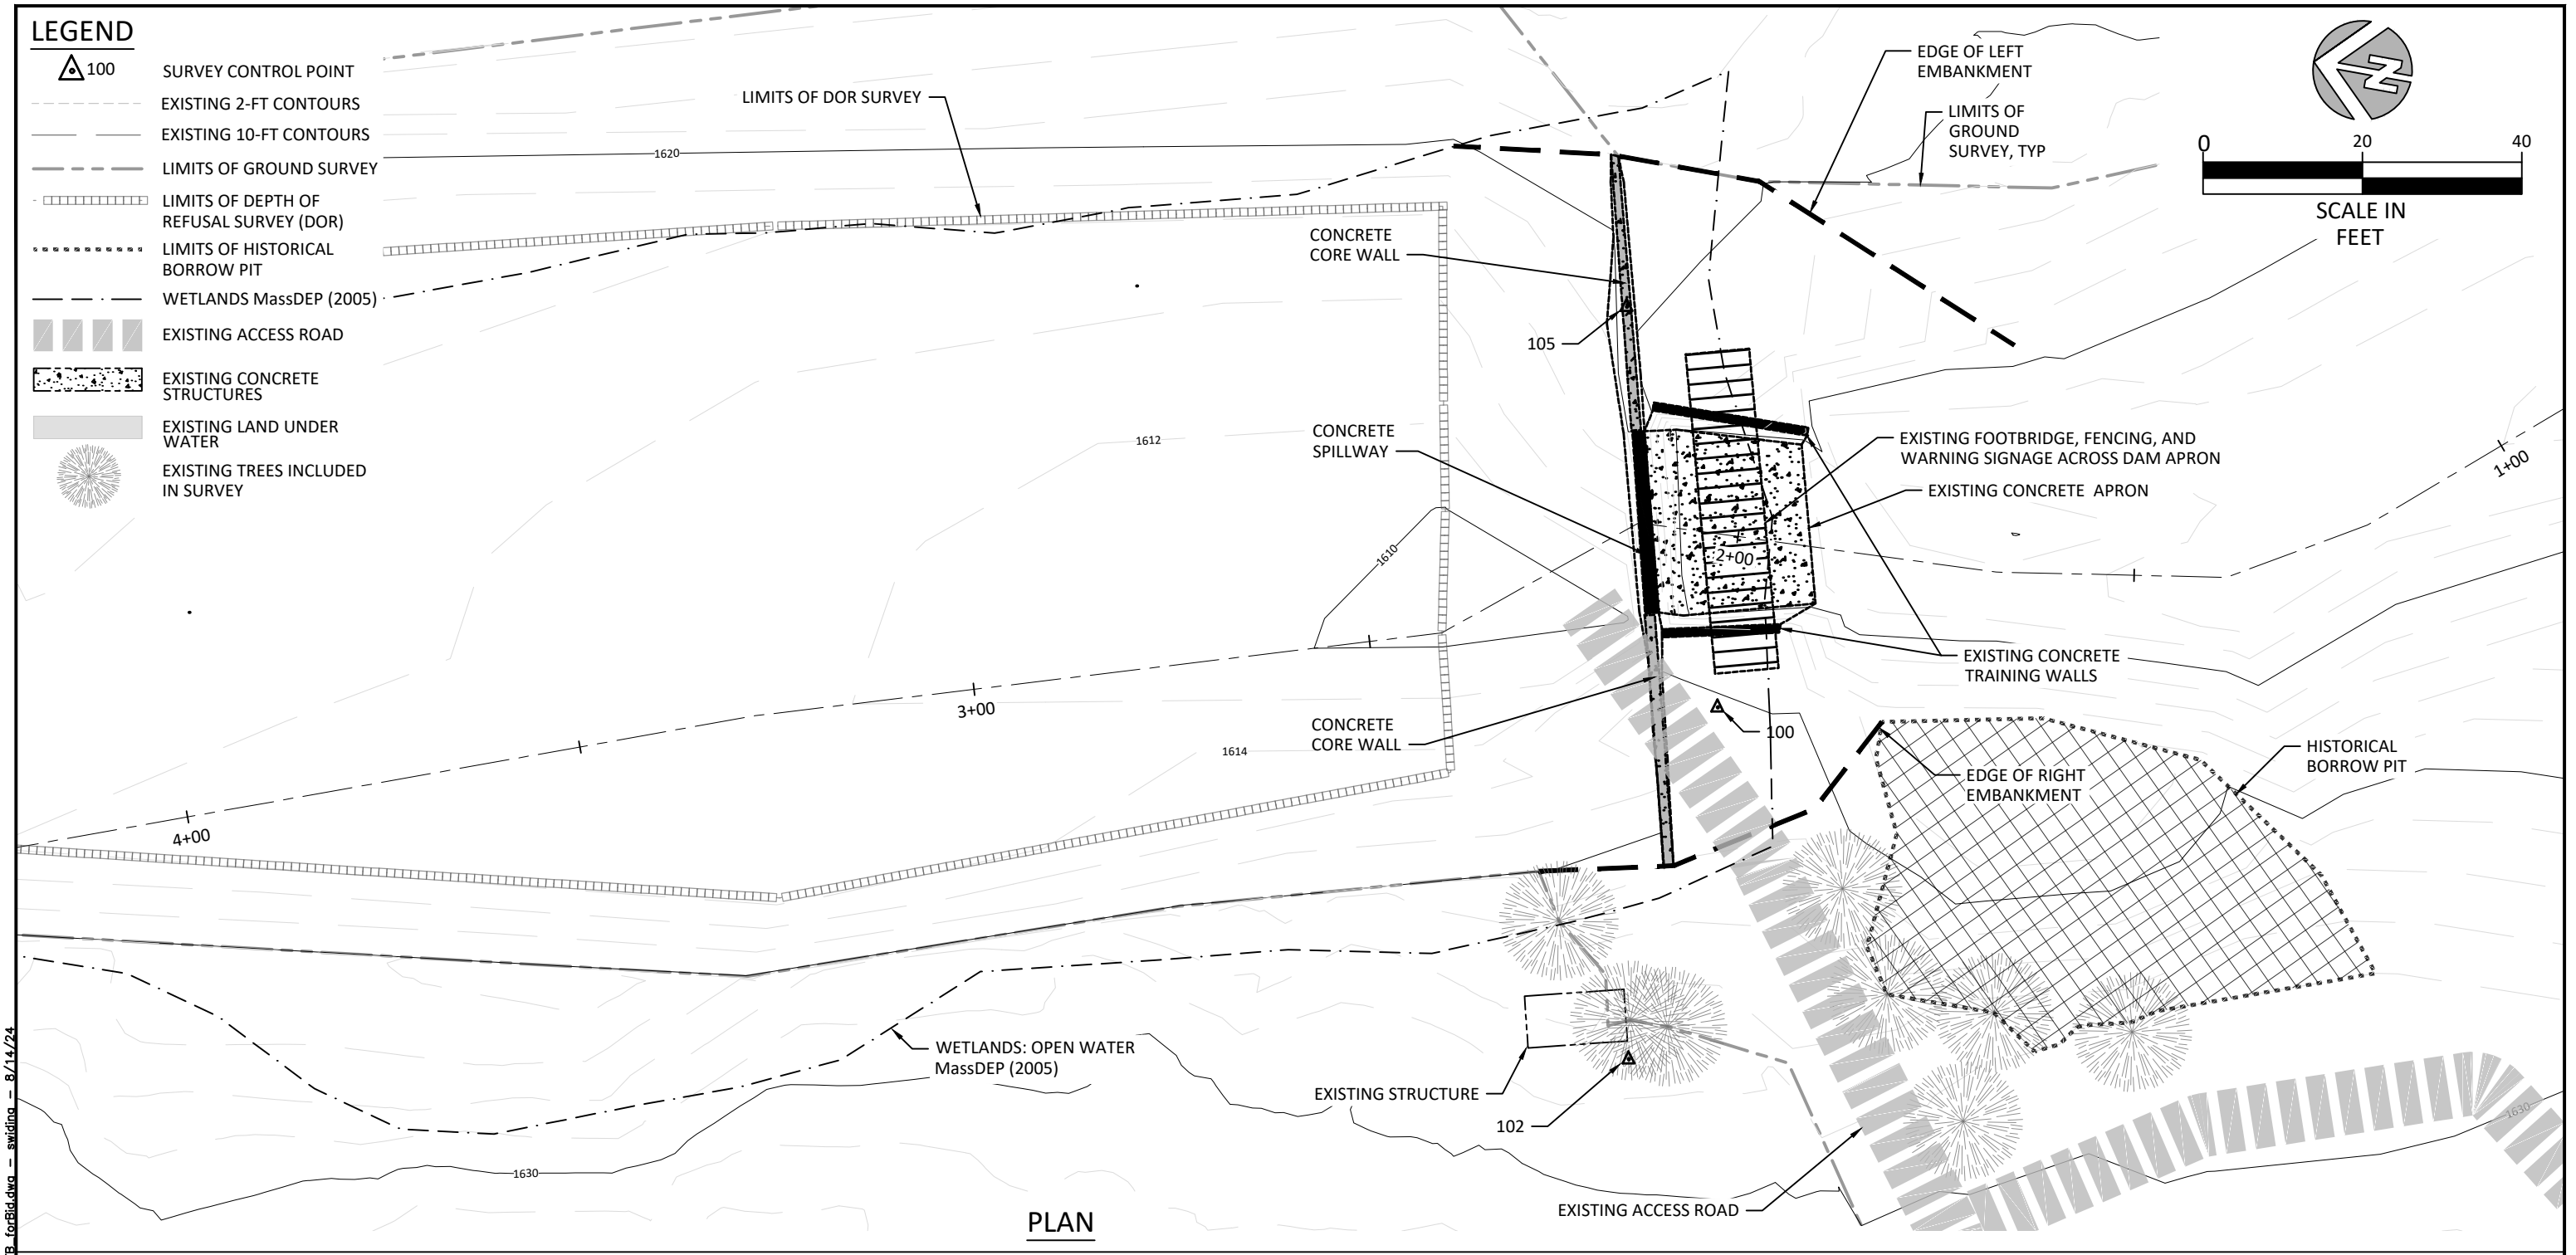 LEGEND
100
SURVEY CONTROL POINT
EXISTING 2-FT CONTOURS
EXISTING 10-FT CONTOURS
LIMITS OF GROUND SURVEY
LIMITS OF DEPTH OF
REFUSAL SURVEY (DOR)
LIMITS OF HISTORICAL
BORROW PIT
WETLANDS MassDEP (2005)
EXISTING ACCESS ROAD
EXISTING CONCRETE
STRUCTURES
EXISTING LAND UNDER
WATER
EXISTING TREES INCLUDED
IN SURVEY
LIMITS OF DOR SURVEY
1620
EDGE OF LEFT
EMBANKMENT
LIMITS OF
GROUND
SURVEY, TYP
N
0 20 40
SCALE IN
FEET
CONCRETE
CORE WALL
105
1612
CONCRETE
SPILLWAY
EXISTING FOOTBRIDGE, FENCING, AND
WARNING SIGNAGE ACROSS DAM APRON
EXISTING CONCRETE APRON
1+00
1610
2+00
EXISTING CONCRETE
TRAINING WALLS
3+00
CONCRETE
CORE WALL
1614
100
HISTORICAL
BORROW PIT
EDGE OF RIGHT
EMBANKMENT
4+00
WETLANDS: OPEN WATER
MassDEP (2005)
EXISTING STRUCTURE
102
1630
1630
EXISTING ACCESS ROAD
PLAN
B_forBid.dwg - swiding - 8/14/24